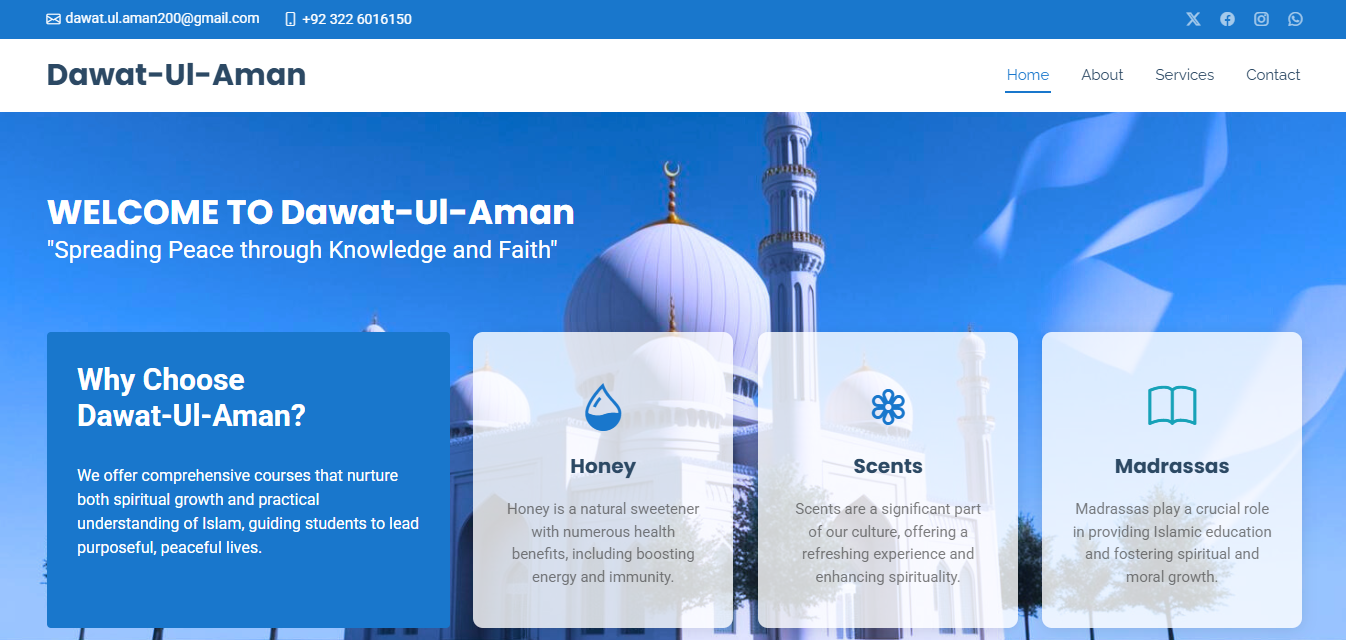 dawat.ul.aman200@gmail.com +92 322 6016150
Dawat-Ul-Aman
Home About Services Contact
WELCOME TO Dawat-Ul-Aman
"Spreading Peace through Knowledge and Faith"
Why Choose
Dawat-Ul-Aman?
We offer comprehensive courses that nurture
both spiritual growth and practical
understanding of Islam, guiding students to lead
purposeful, peaceful lives.
Honey
Honey is a natural sweetener
with numerous health
benefits, including boosting
energy and immunity.
Scents
Scents are a significant part
of our culture, offering a
refreshing experience and
enhancing spirituality.
Madrassas
Madrassas play a crucial role
in providing Islamic education
and fostering spiritual and
moral growth.